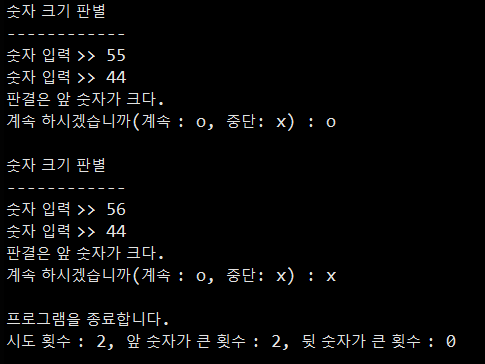 숫자 크기 판별
------------
숫자 입력 >> 55
숫자 입력 >> 44
판결은 앞 숫자가 크다.
계속 하시겠습니까(계속 : o, 중단: x) : o
숫자 크기 판별
------------
숫자 입력 >> 56
숫자 입력 >> 44
판결은 앞 숫자가 크다.
계속 하시겠습니까(계속 : o, 중단: x) : x
프로그램을 종료합니다.
시도 횟수 : 2, 앞 숫자가 큰 횟수 : 2, 뒷 숫자가 큰 횟수 : 0